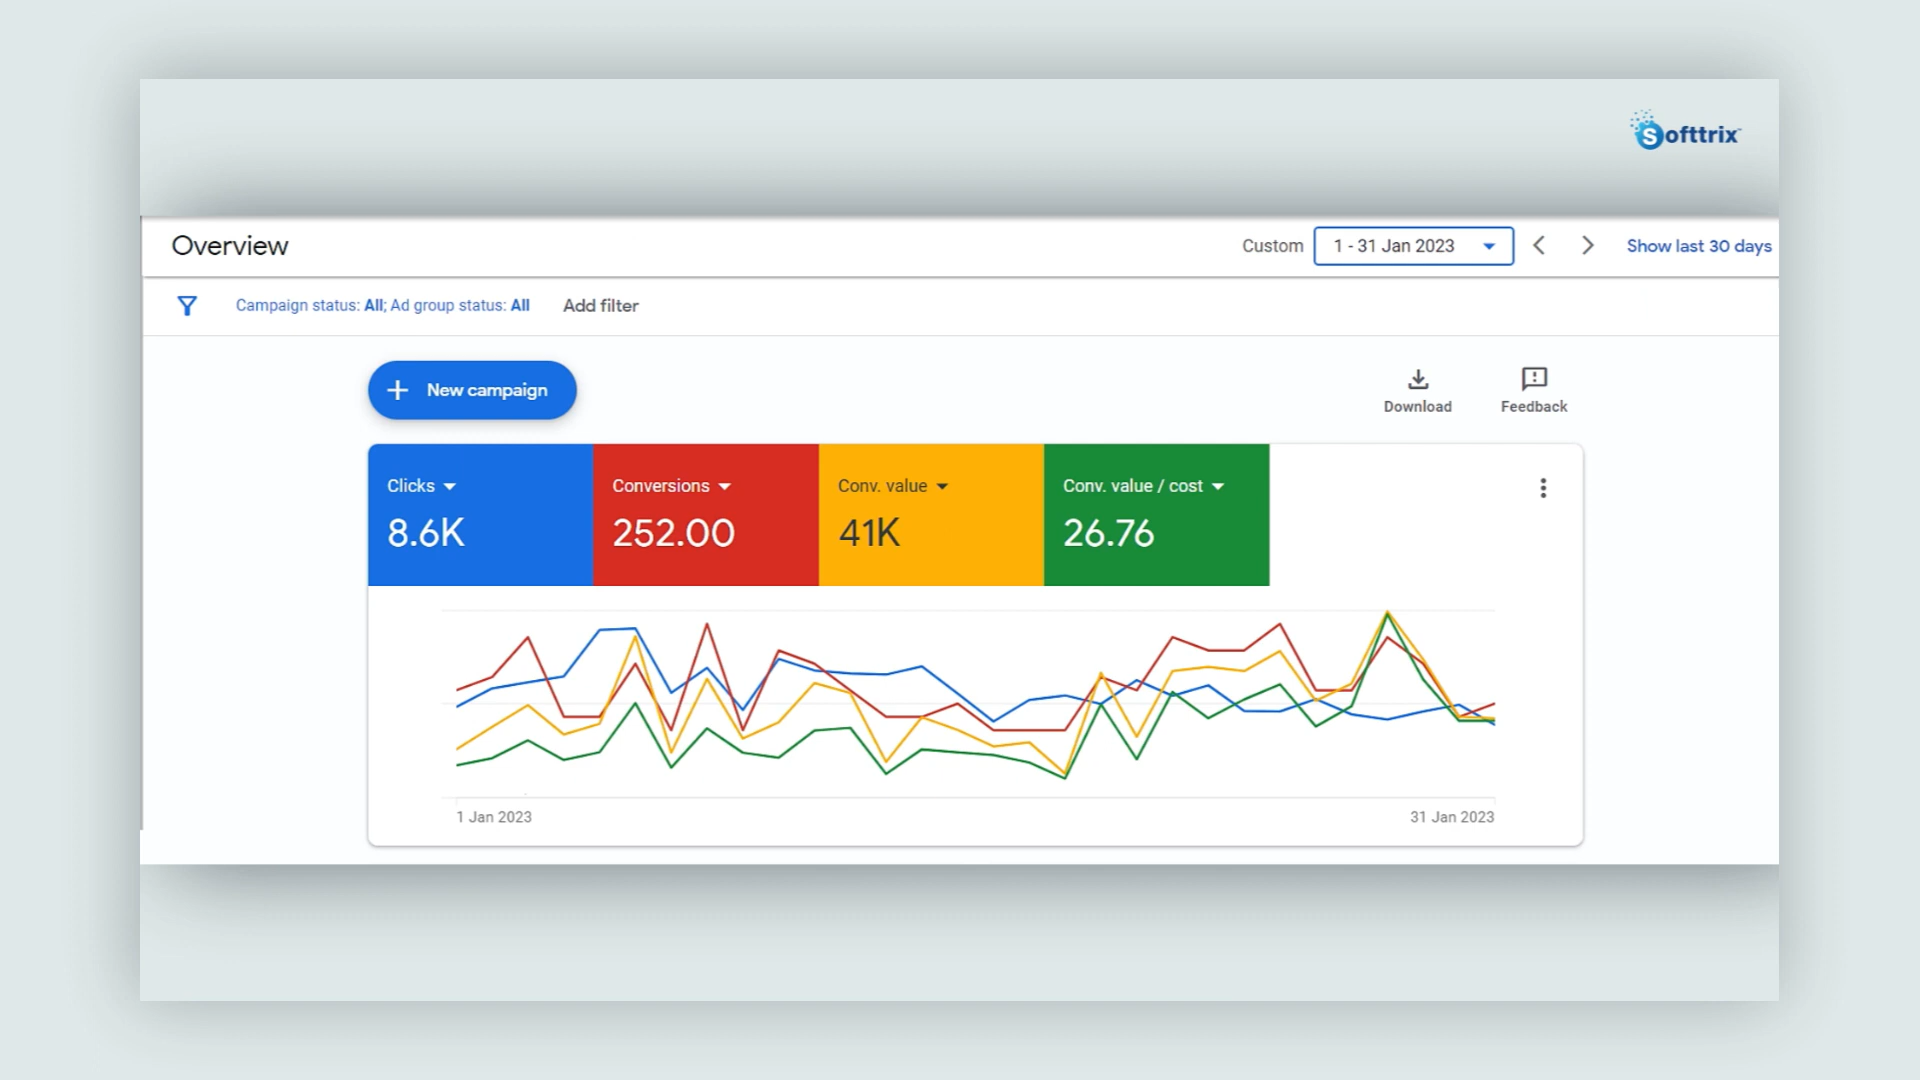 Softtrix
Overview
Custom 1 - 31 Jan 2023 Show last 30 days
Campaign status: All; Ad group status: All Add filter
New campaign
Download Feedback
Clicks Conversions Conv. value Conv. value / cost
8.6K 252.00 41K 26.76
1 Jan 2023 31 Jan 2023